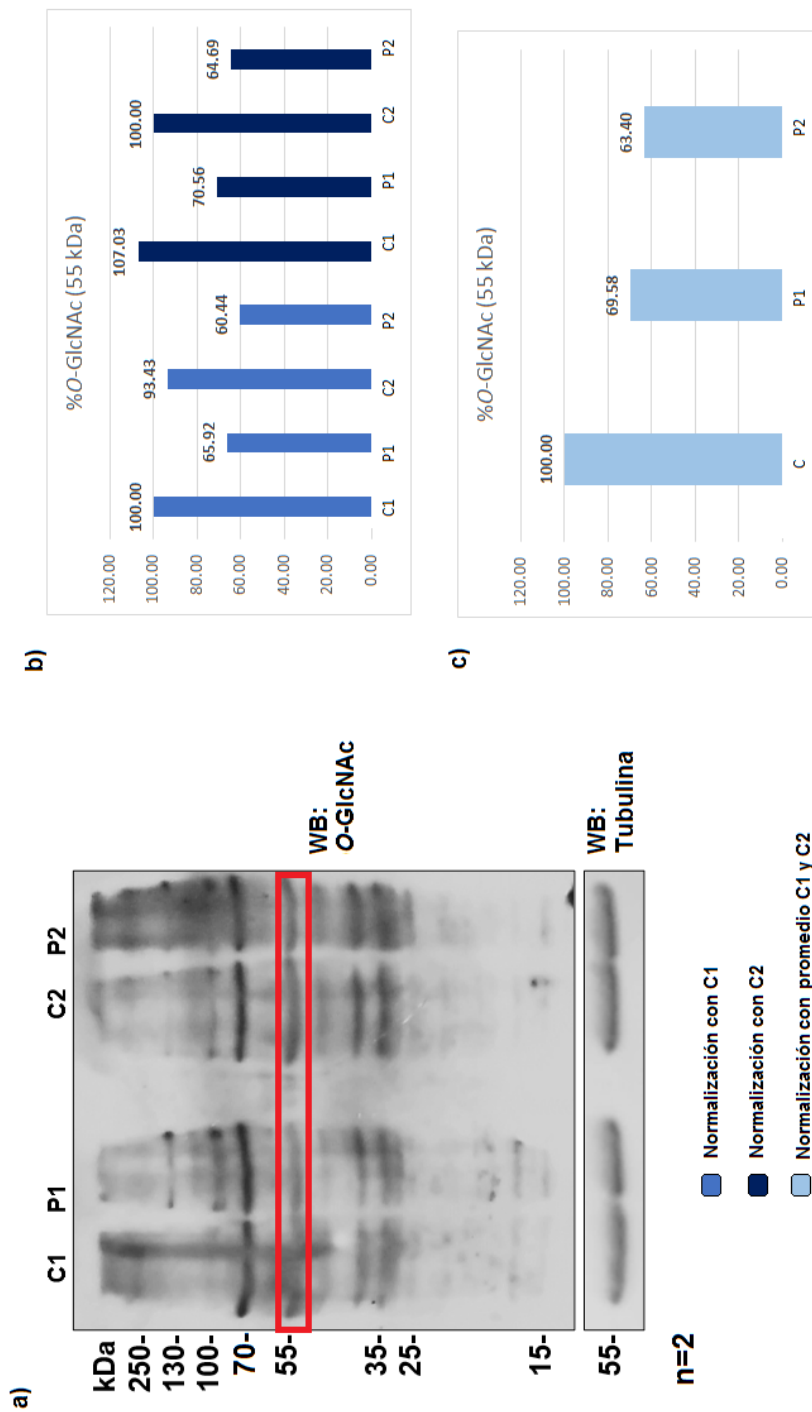 a)
C1 P1 C2 P2
kDa
250-
130-
100-
70-
55-
35-
25-
15-
WB:
O-GlcNAc
55-
WB:
Tubulina
n=2
Normalización con C1
Normalización con C2
Normalización con promedio C1 y C2
b)
%O-GlcNAc (55 kDa)
120.00
100.00
80.00
60.00
40.00
20.00
0.00
100.00 65.92 93.43 60.44 107.03 70.56 100.00 64.69
C1 P1 C2 P2 C1 P1 C2 P2
c)
%O-GlcNAc (55 kDa)
120.00
100.00
80.00
60.00
40.00
20.00
0.00
100.00 69.58 63.40
C P1 P2